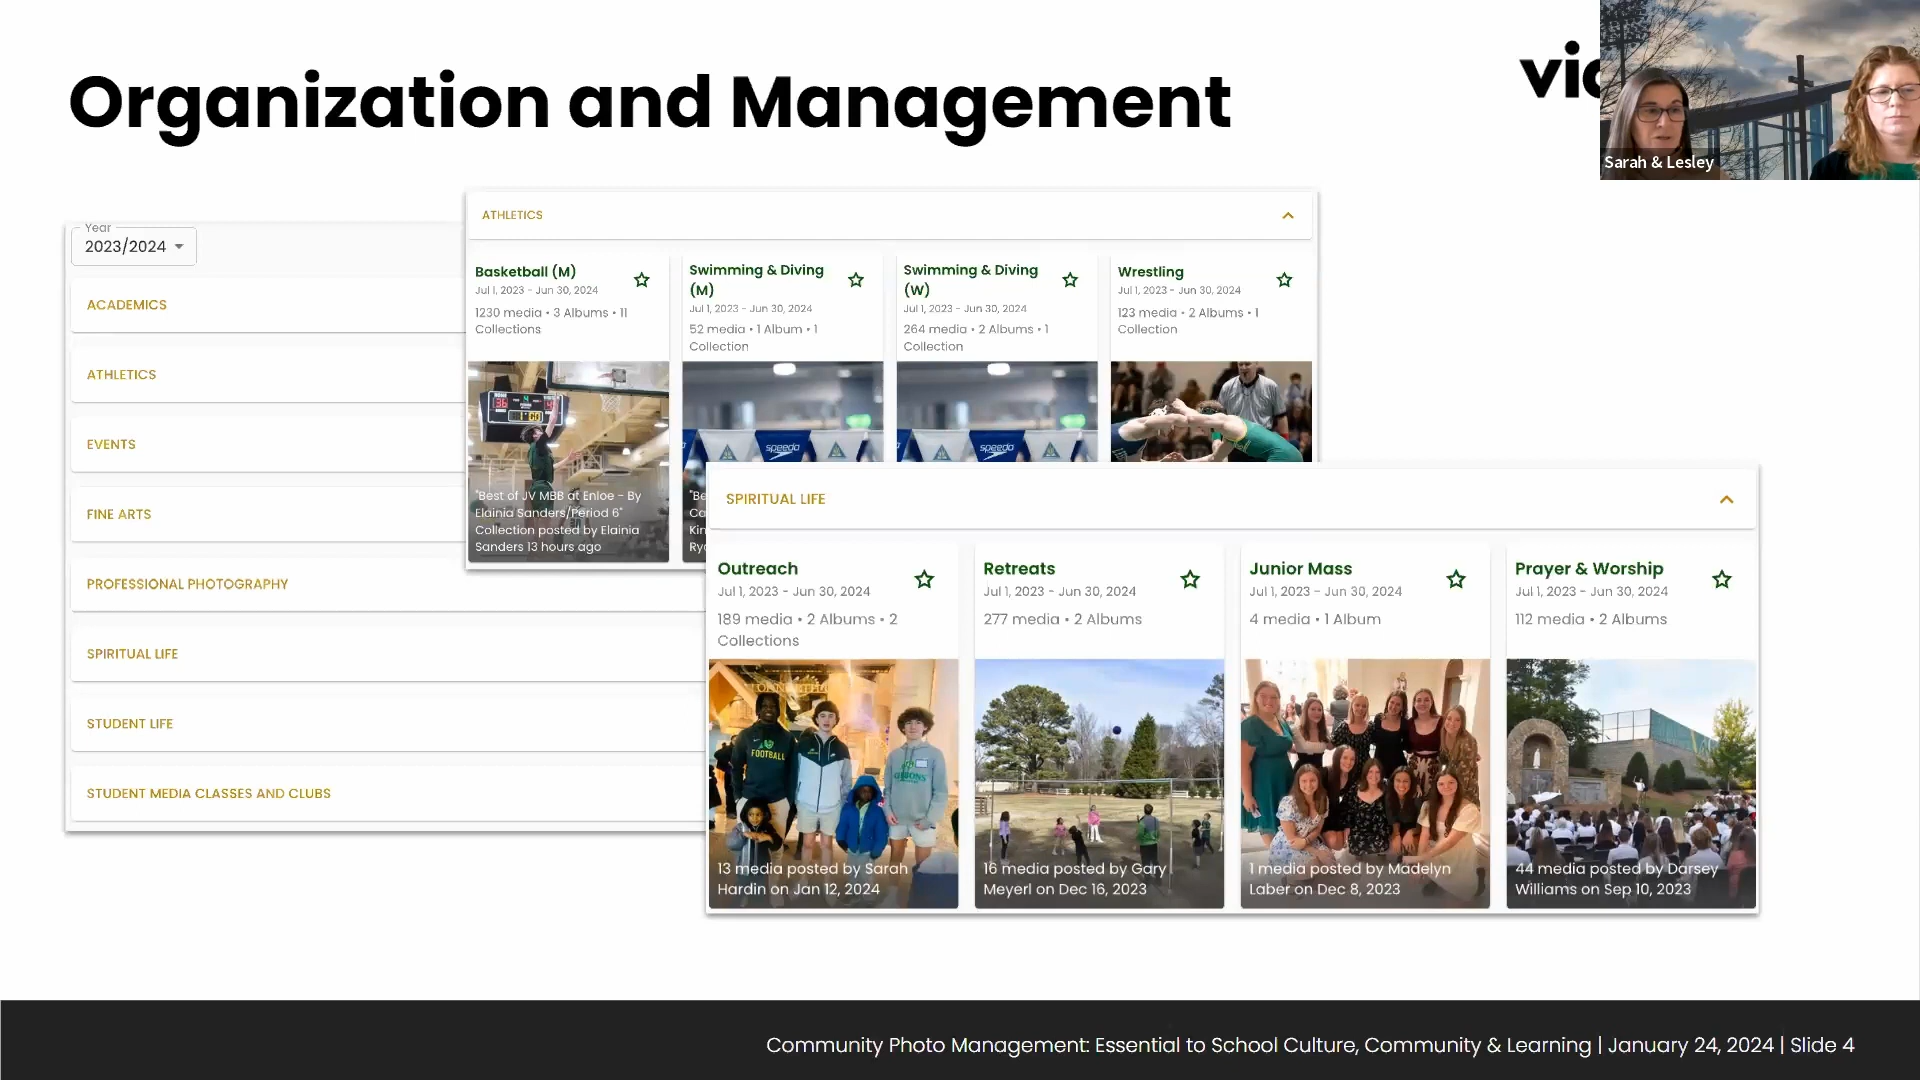 Organization and Management
Sarah & Lesley
Year
2023/2024
ACADEMICS
ATHLETICS
EVENTS
FINE ARTS
PROFESSIONAL PHOTOGRAPHY
SPIRITUAL LIFE
STUDENT LIFE
STUDENT MEDIA CLASSES AND CLUBS
ATHLETICS
Basketball (M)
Jul 1, 2023 - Jun 30, 2024
1230 media • 3 Albums • 11
Collections
"Best of JV MBB at Enloe - By
Elainia Sanders/Period 6"
Collection posted by Elainia
Sanders 13 hours ago
Swimming & Diving
(M)
Jul 1, 2023 - Jun 30, 2024
52 media • 1 Album • 1
Collection
speedo
Swimming & Diving
(W)
Jul 1, 2023 - Jun 30, 2024
264 media • 2 Albums • 1
Collection
speedo
Wrestling
Jul 1, 2023 - Jun 30, 2024
123 media • 2 Albums • 1
Collection
SPIRITUAL LIFE
Outreach
Jul 1, 2023 - Jun 30, 2024
189 media • 2 Albums • 2
Collections
FOOTBALL
GIBBONS
13 media posted by Sarah
Hardin on Jan 12, 2024
Retreats
Jul 1, 2023 - Jun 30, 2024
277 media • 2 Albums
16 media posted by Gary
Meyerl on Dec 16, 2023
Junior Mass
Jul 1, 2023 - Jun 30, 2024
4 media • 1 Album
1 media posted by Madelyn
Laber on Dec 8, 2023
Prayer & Worship
Jul 1, 2023 - Jun 30, 2024
112 media • 2 Albums
44 media posted by Darsey
Williams on Sep 10, 2023
Community Photo Management: Essential to School Culture, Community & Learning | January 24, 2024 | Slide 4